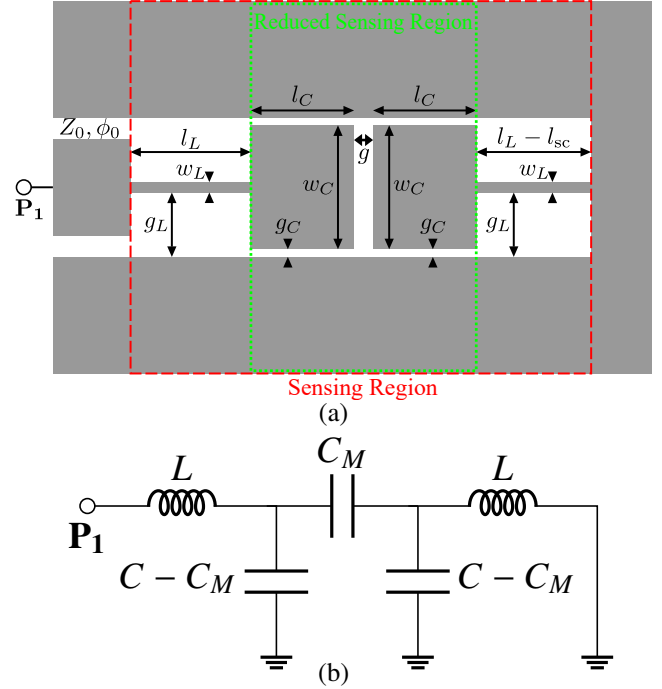 Reduced Sensing Region
l_C l_C
Z_0, ϕ_0
l_L l_L − l_sc
g
w_L w_C w_C w_L
P_1
g_L g_C g_C g_L
Sensing Region
(a)
C_M
L L
P_1
C − C_M C − C_M
(b)